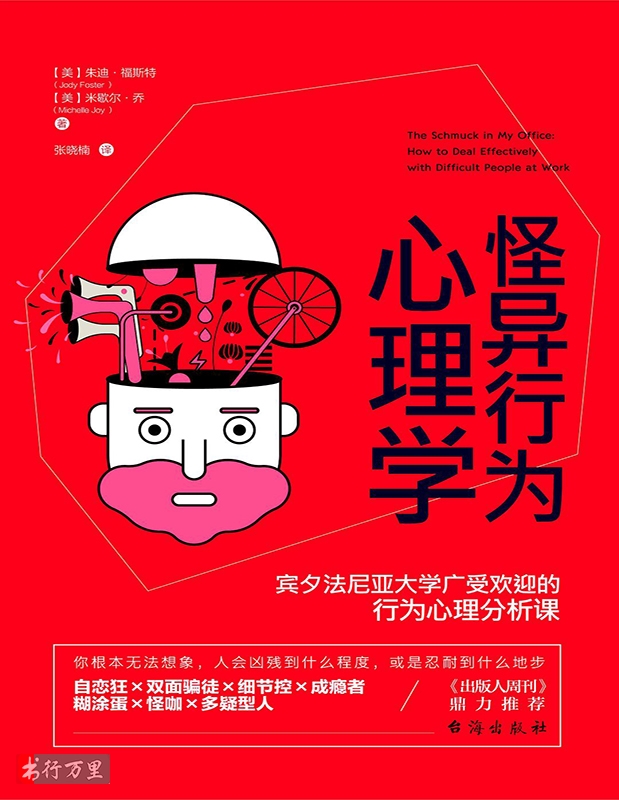 【美】朱迪·福斯特
（Jody Foster）
【美】米歇尔·乔
（Michelle Joy）
著
张晓楠 译
The Schmuck in My Office:
How to Deal Effectively
with Difficult People at Work
怪异行为
心理学
宾夕法尼亚大学广受欢迎的
行为心理分析课
你根本无法想象，人会凶残到什么程度，或是忍耐到什么地步
自恋狂×双面骗徒×细节控×成瘾者
糊涂蛋×怪咖×多疑型人
《出版人周刊》
鼎力推荐
台海出版社
书行万里